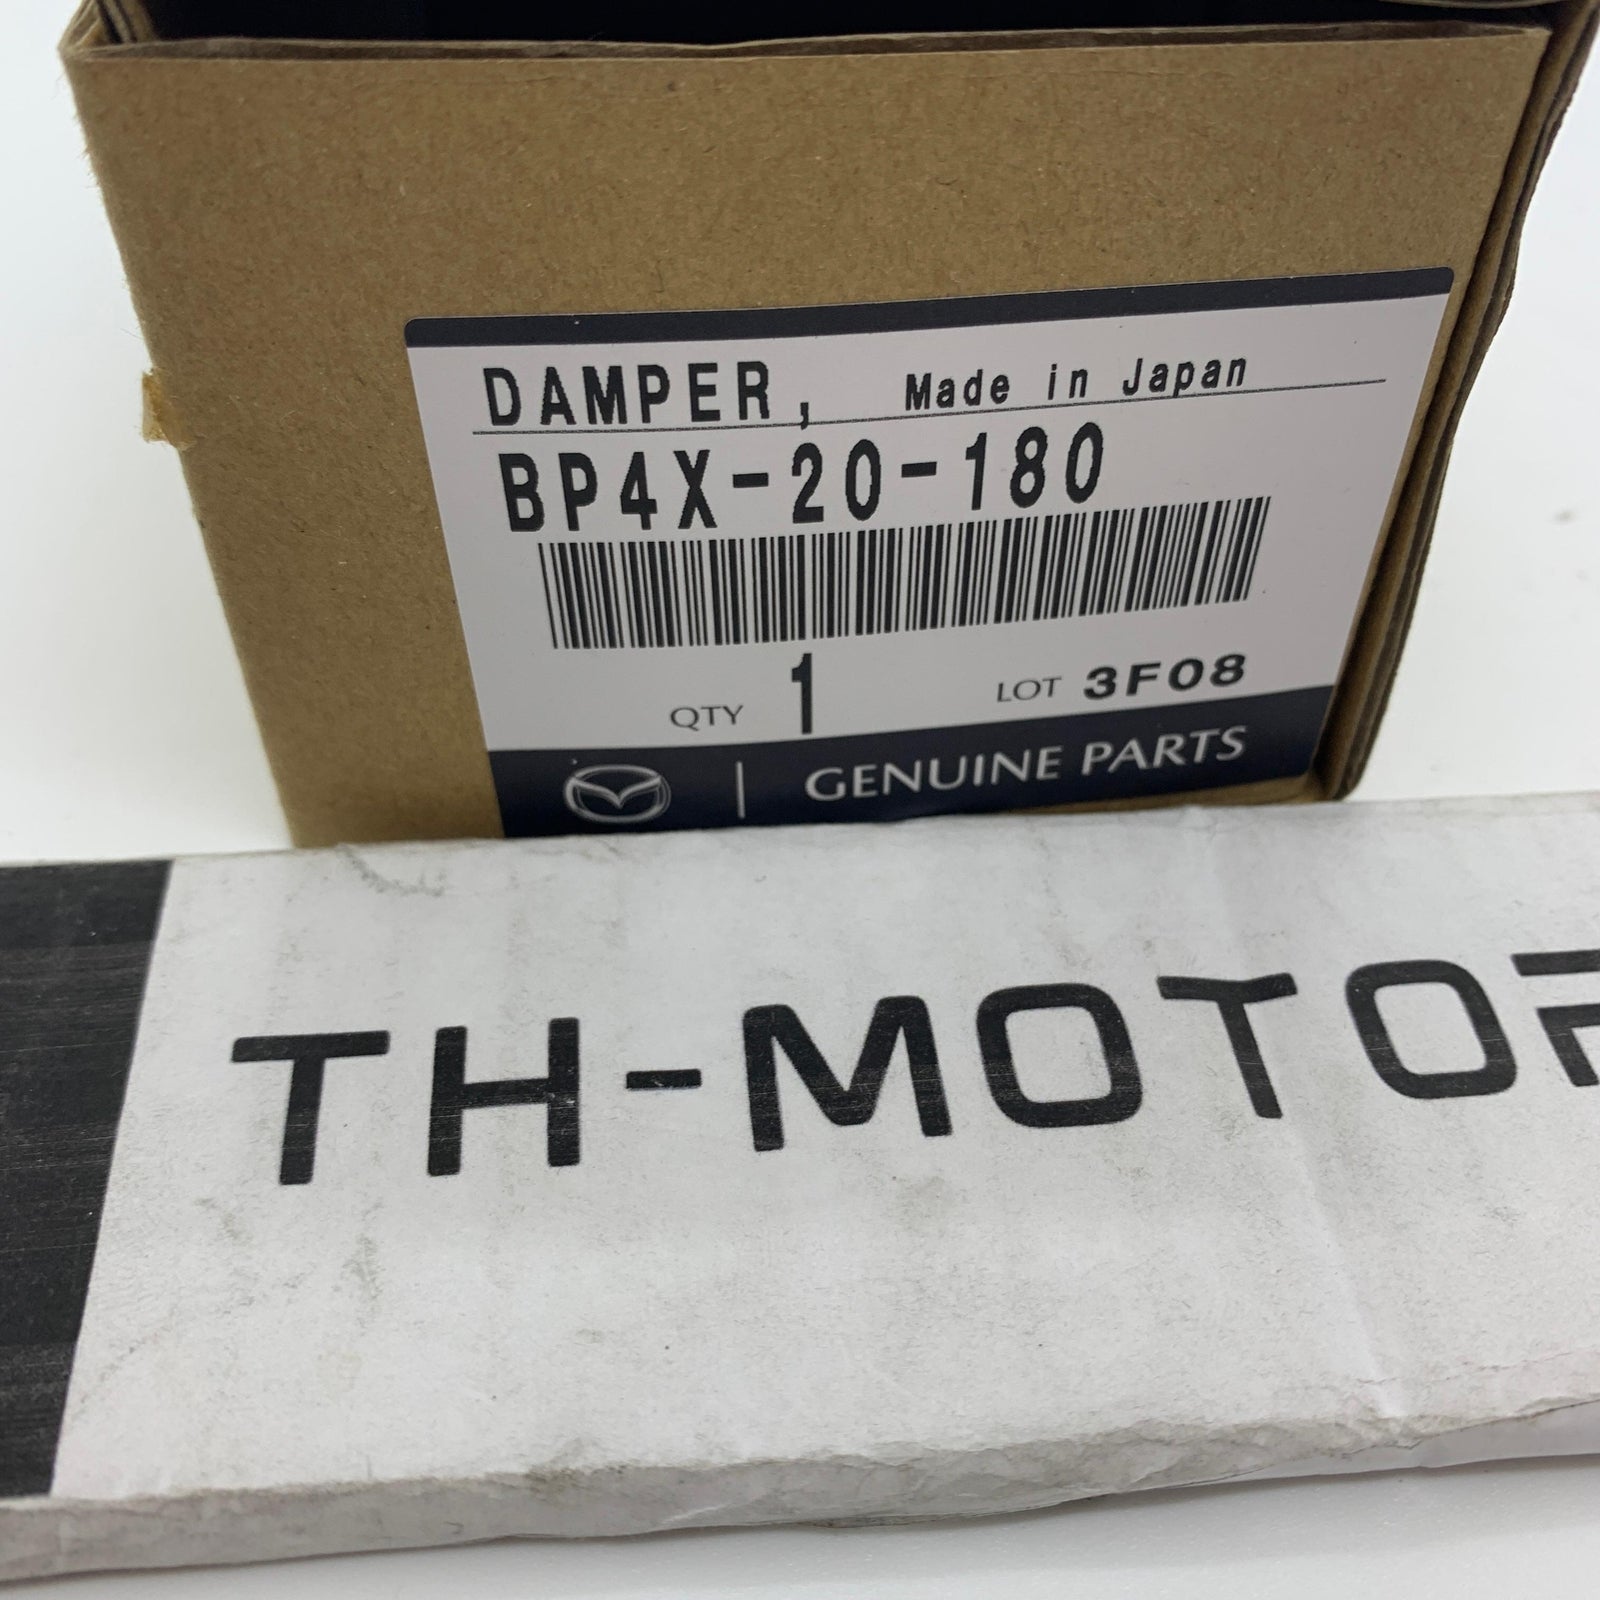 DAMPER, Made in Japan
BP4X-20-180
QTY 1 LOT 3F08
GENUINE PARTS
TH-MOTOR